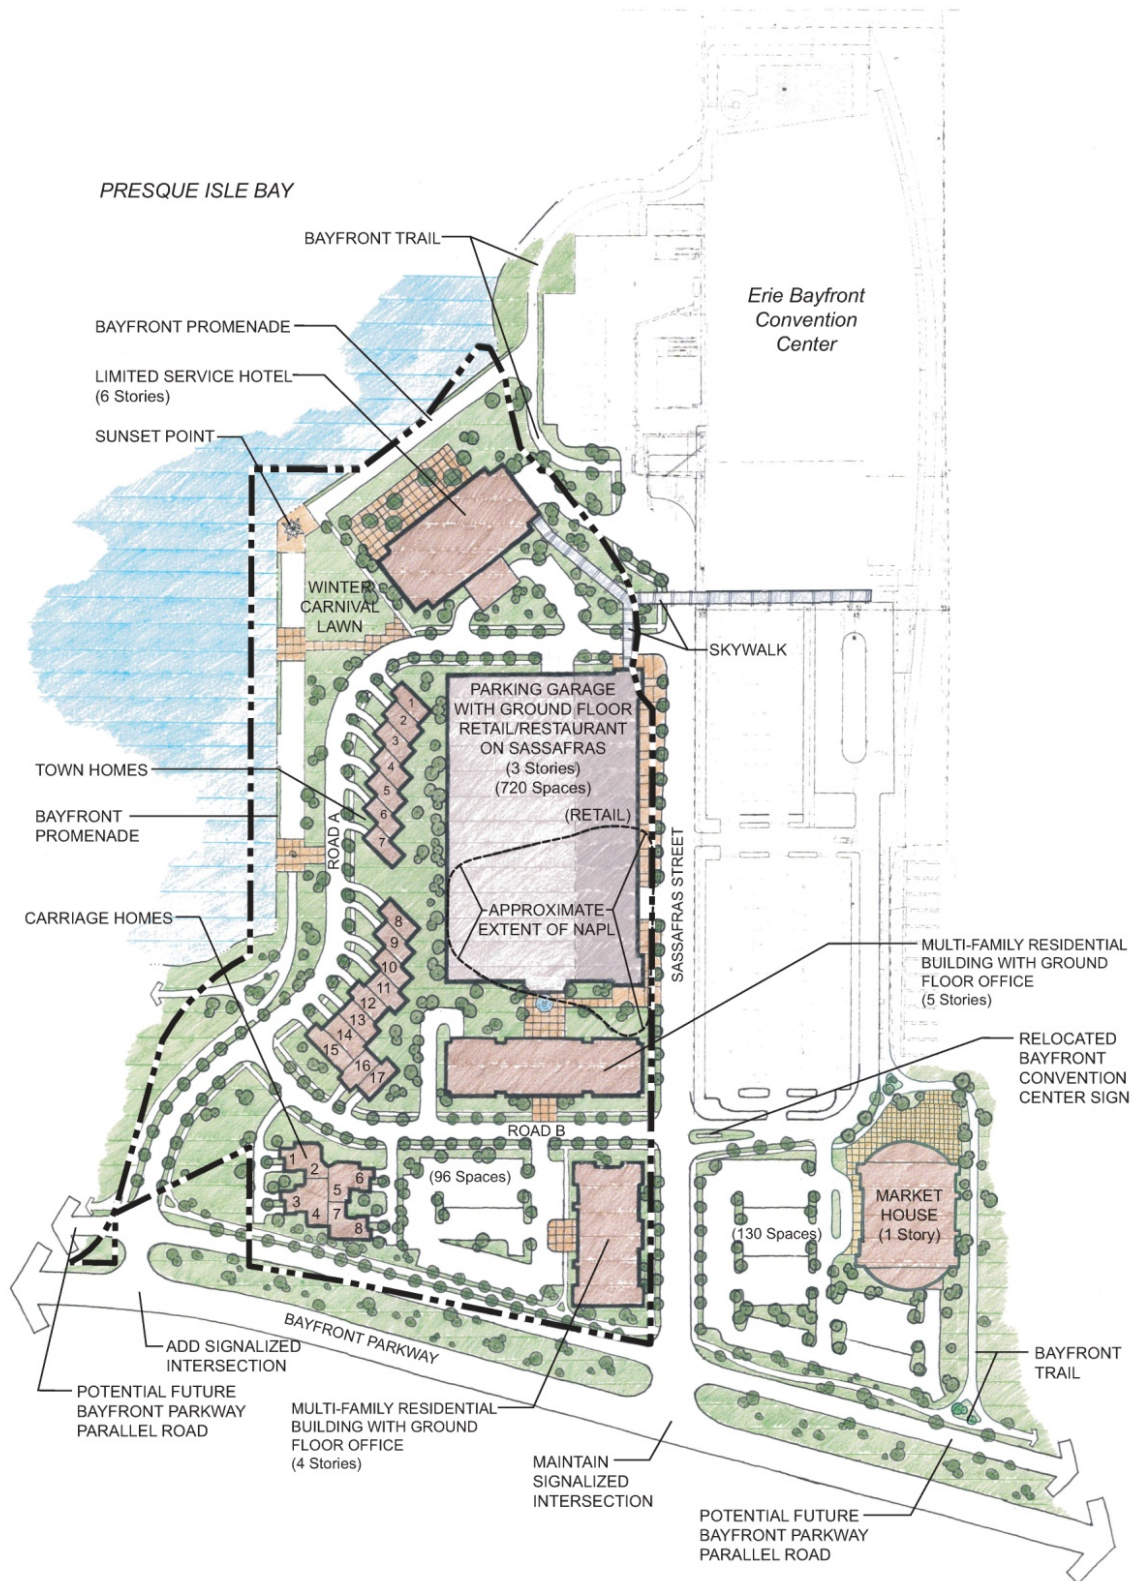 PRESQUE ISLE BAY
BAYFRONT TRAIL
Erie Bayfront
Convention
Center
BAYFRONT PROMENADE
LIMITED SERVICE HOTEL
(6 Stories)
SUNSET POINT
WINTER
CARNIVAL
LAWN
SKYWALK
PARKING GARAGE
WITH GROUND FLOOR
RETAIL/RESTAURANT
ON SASSAFRAS
(3 Stories)
(720 Spaces)
(RETAIL)
1
2
3
4
5
6
7
TOWN HOMES
BAYFRONT
PROMENADE
ROAD A
SASSAFRAS STREET
APPROXIMATE
EXTENT OF NAPL
CARRIAGE HOMES
8
9
10
11
12
13
14
15
16
17
MULTI-FAMILY RESIDENTIAL
BUILDING WITH GROUND
FLOOR OFFICE
(5 Stories)
RELOCATED
BAYFRONT
CONVENTION
CENTER SIGN
ROAD B
1
2
3
4
5
6
7
8
(96 Spaces)
(130 Spaces)
MARKET
HOUSE
(1 Story)
BAYFRONT PARKWAY
ADD SIGNALIZED
INTERSECTION
BAYFRONT
TRAIL
POTENTIAL FUTURE
BAYFRONT PARKWAY
PARALLEL ROAD
MULTI-FAMILY RESIDENTIAL
BUILDING WITH GROUND
FLOOR OFFICE
(4 Stories)
MAINTAIN
SIGNALIZED
INTERSECTION
POTENTIAL FUTURE
BAYFRONT PARKWAY
PARALLEL ROAD